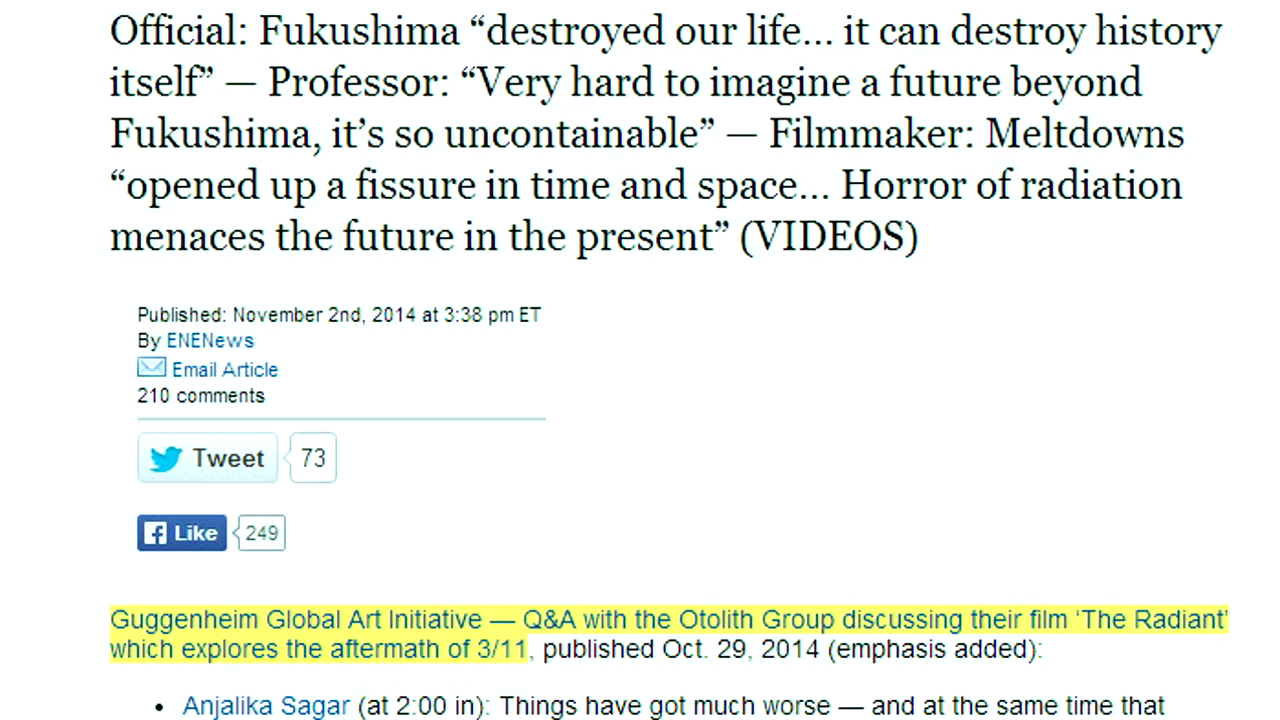 Official: Fukushima “destroyed our life... it can destroy history
itself” — Professor: “Very hard to imagine a future beyond
Fukushima, it’s so uncontainable” — Filmmaker: Meltdowns
“opened up a fissure in time and space... Horror of radiation
menaces the future in the present” (VIDEOS)
Published: November 2nd, 2014 at 3:38 pm ET
By ENENews
Email Article
210 comments
Tweet 73
Like 249
Guggenheim Global Art Initiative — Q&A with the Otolith Group discussing their film ‘The Radiant’
which explores the aftermath of 3/11, published Oct. 29, 2014 (emphasis added):
• Anjalika Sagar (at 2:00 in): Things have got much worse — and at the same time that